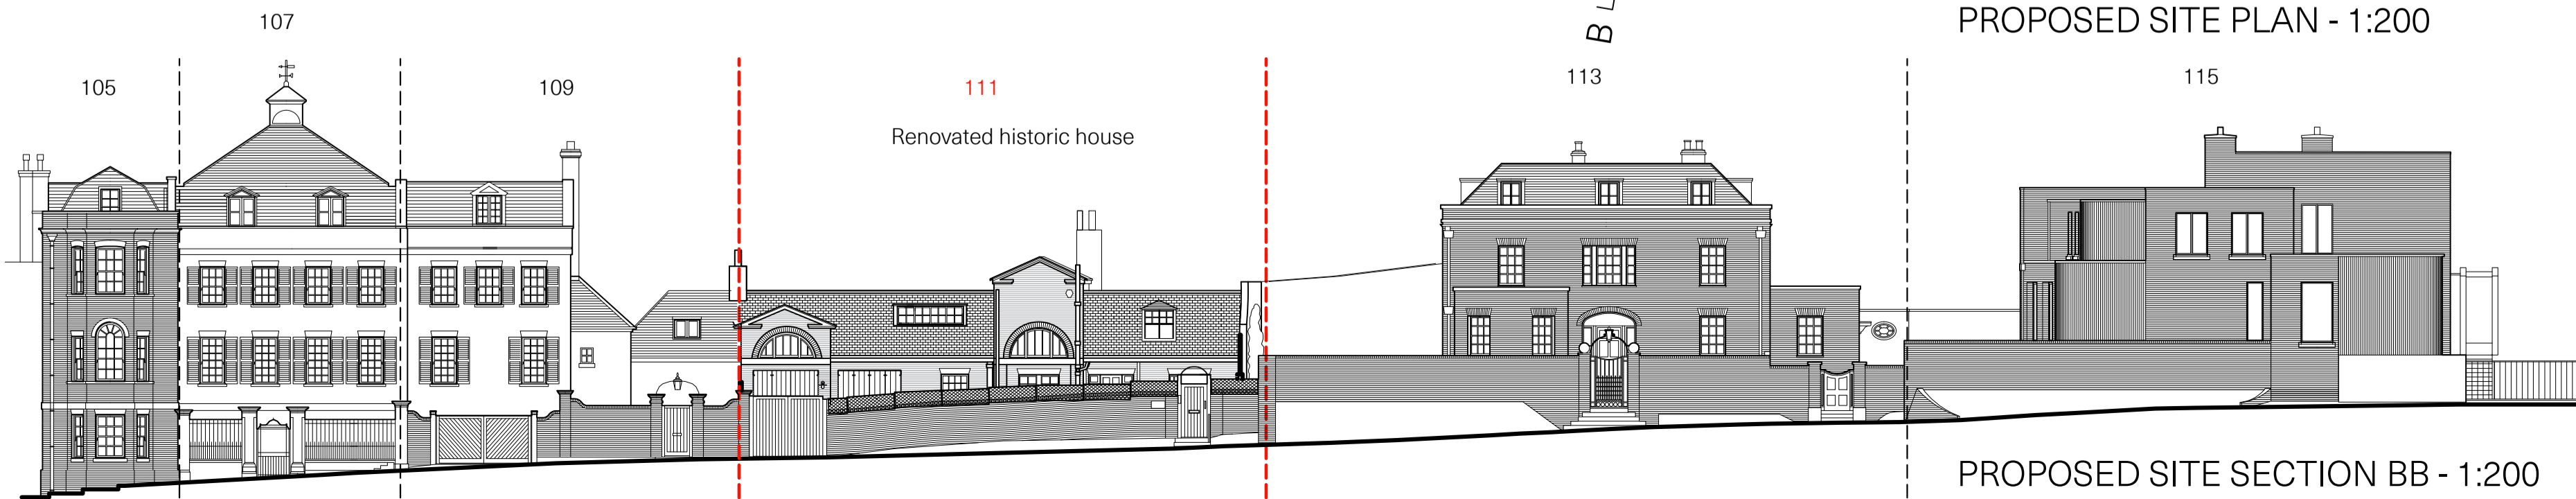 PROPOSED SITE PLAN - 1:200
B
107
105
109
111
113
115
Renovated historic house
PROPOSED SITE SECTION BB - 1:200